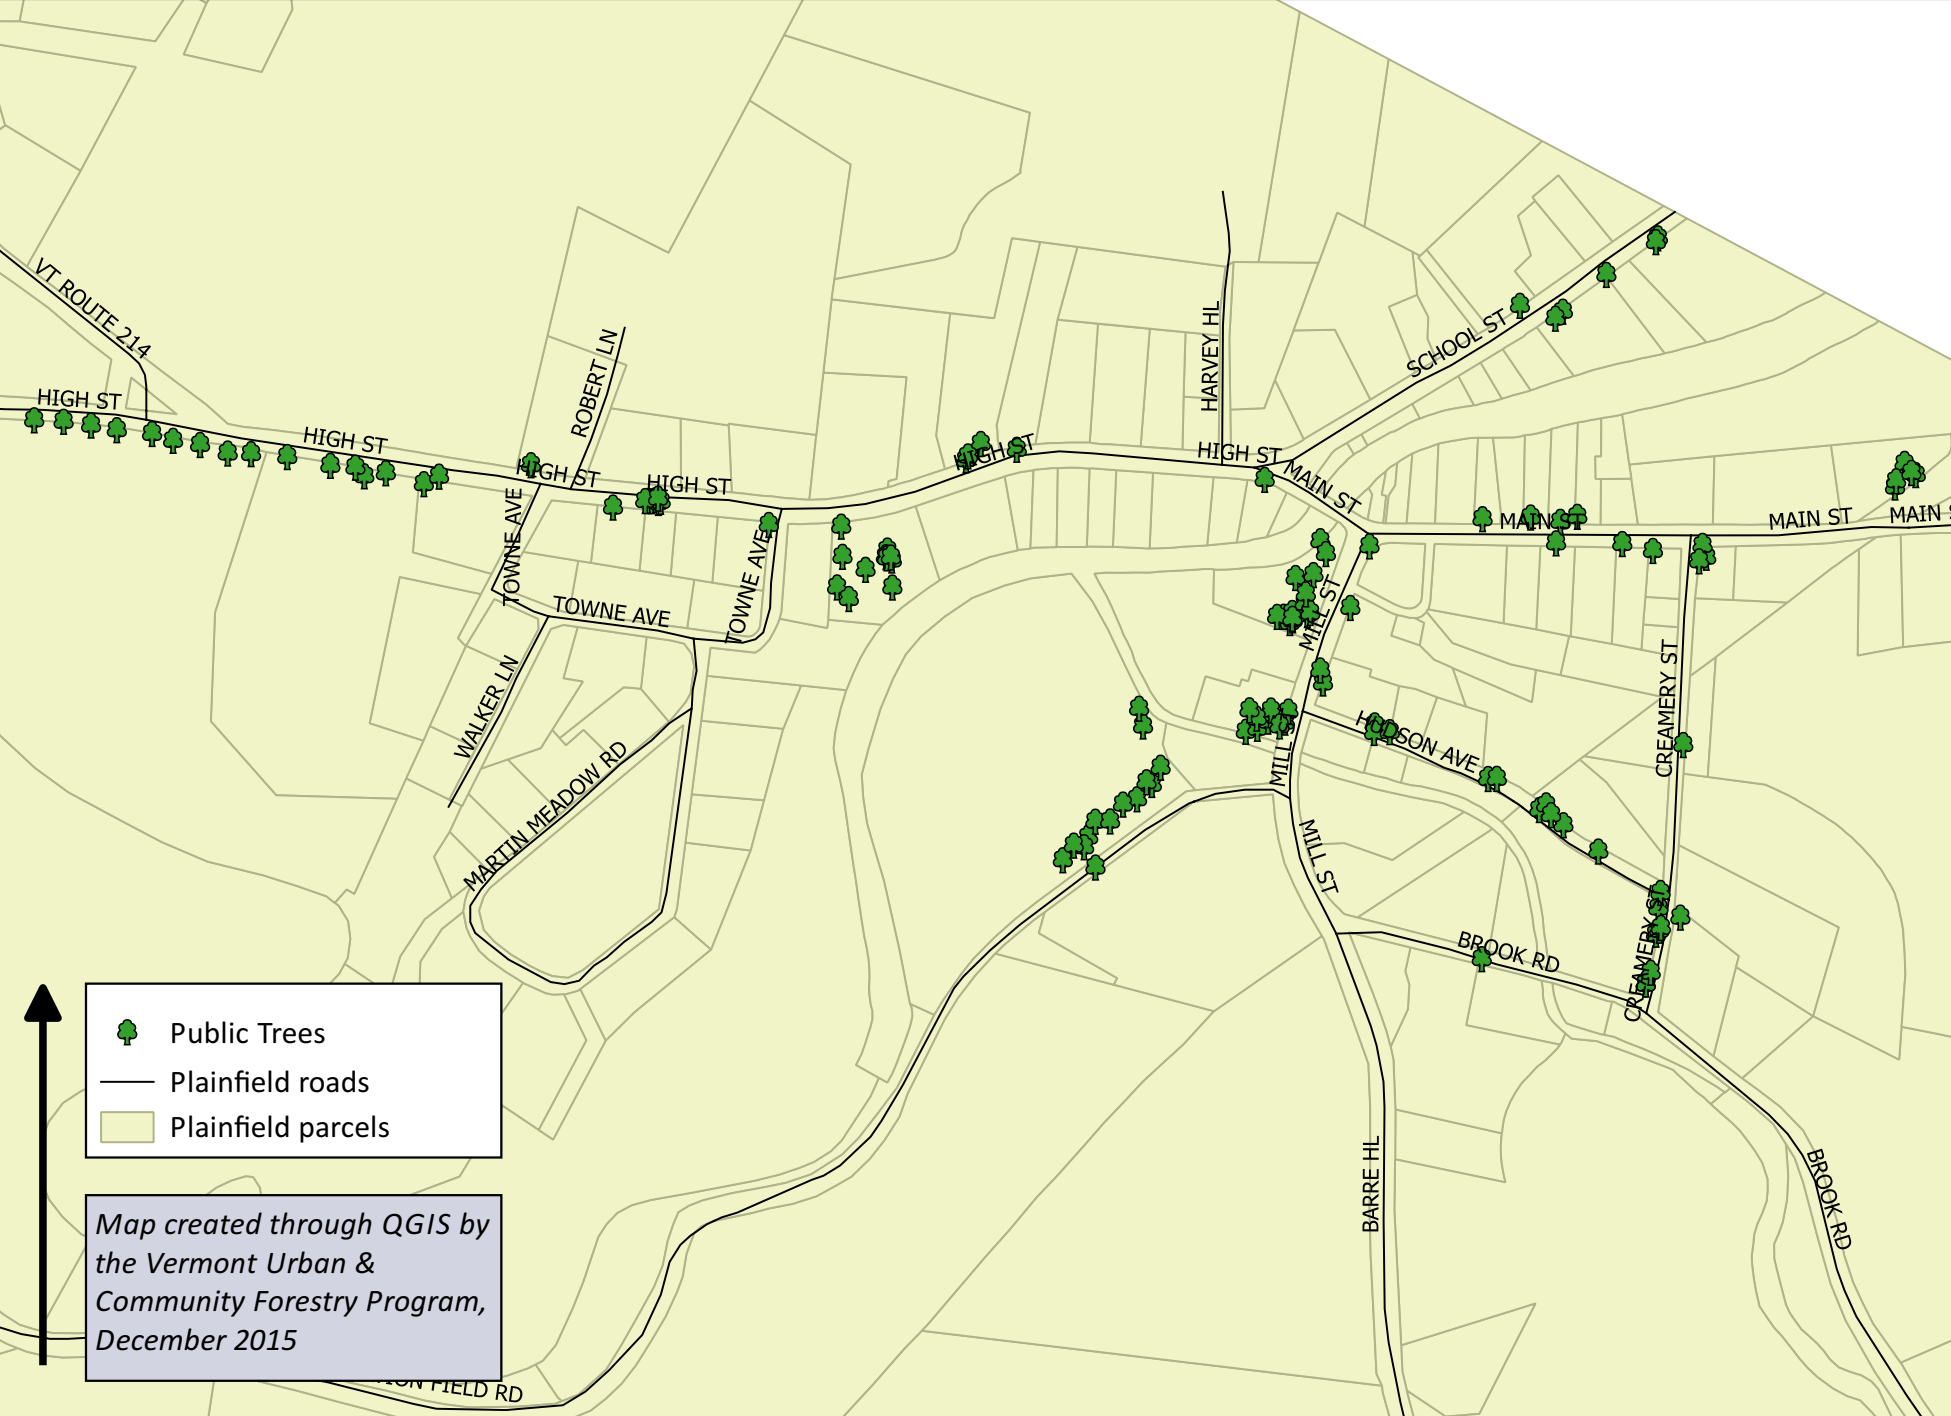 VT ROUTE 214
HIGH ST
HIGH ST
ROBERT LN
HIGH ST
HIGH ST
HIGH ST
HARVEY HL
HIGH ST
SCHOOL ST
MAIN ST
MAIN ST
MAIN ST
MAIN S
TOWNE AVE
TOWNE AVE
TOWNE AVE
WALKER LN
MARTIN MEADOW RD
MILL ST
MILL ST
HUDSON AVE
CREAMERY ST
MILL ST
BROOK RD
CREAMERY ST
BARRE HL
BROOK RD
Public Trees
Plainfield roads
Plainfield parcels
Map created through QGIS by
the Vermont Urban &
Community Forestry Program,
December 2015
FIELD RD